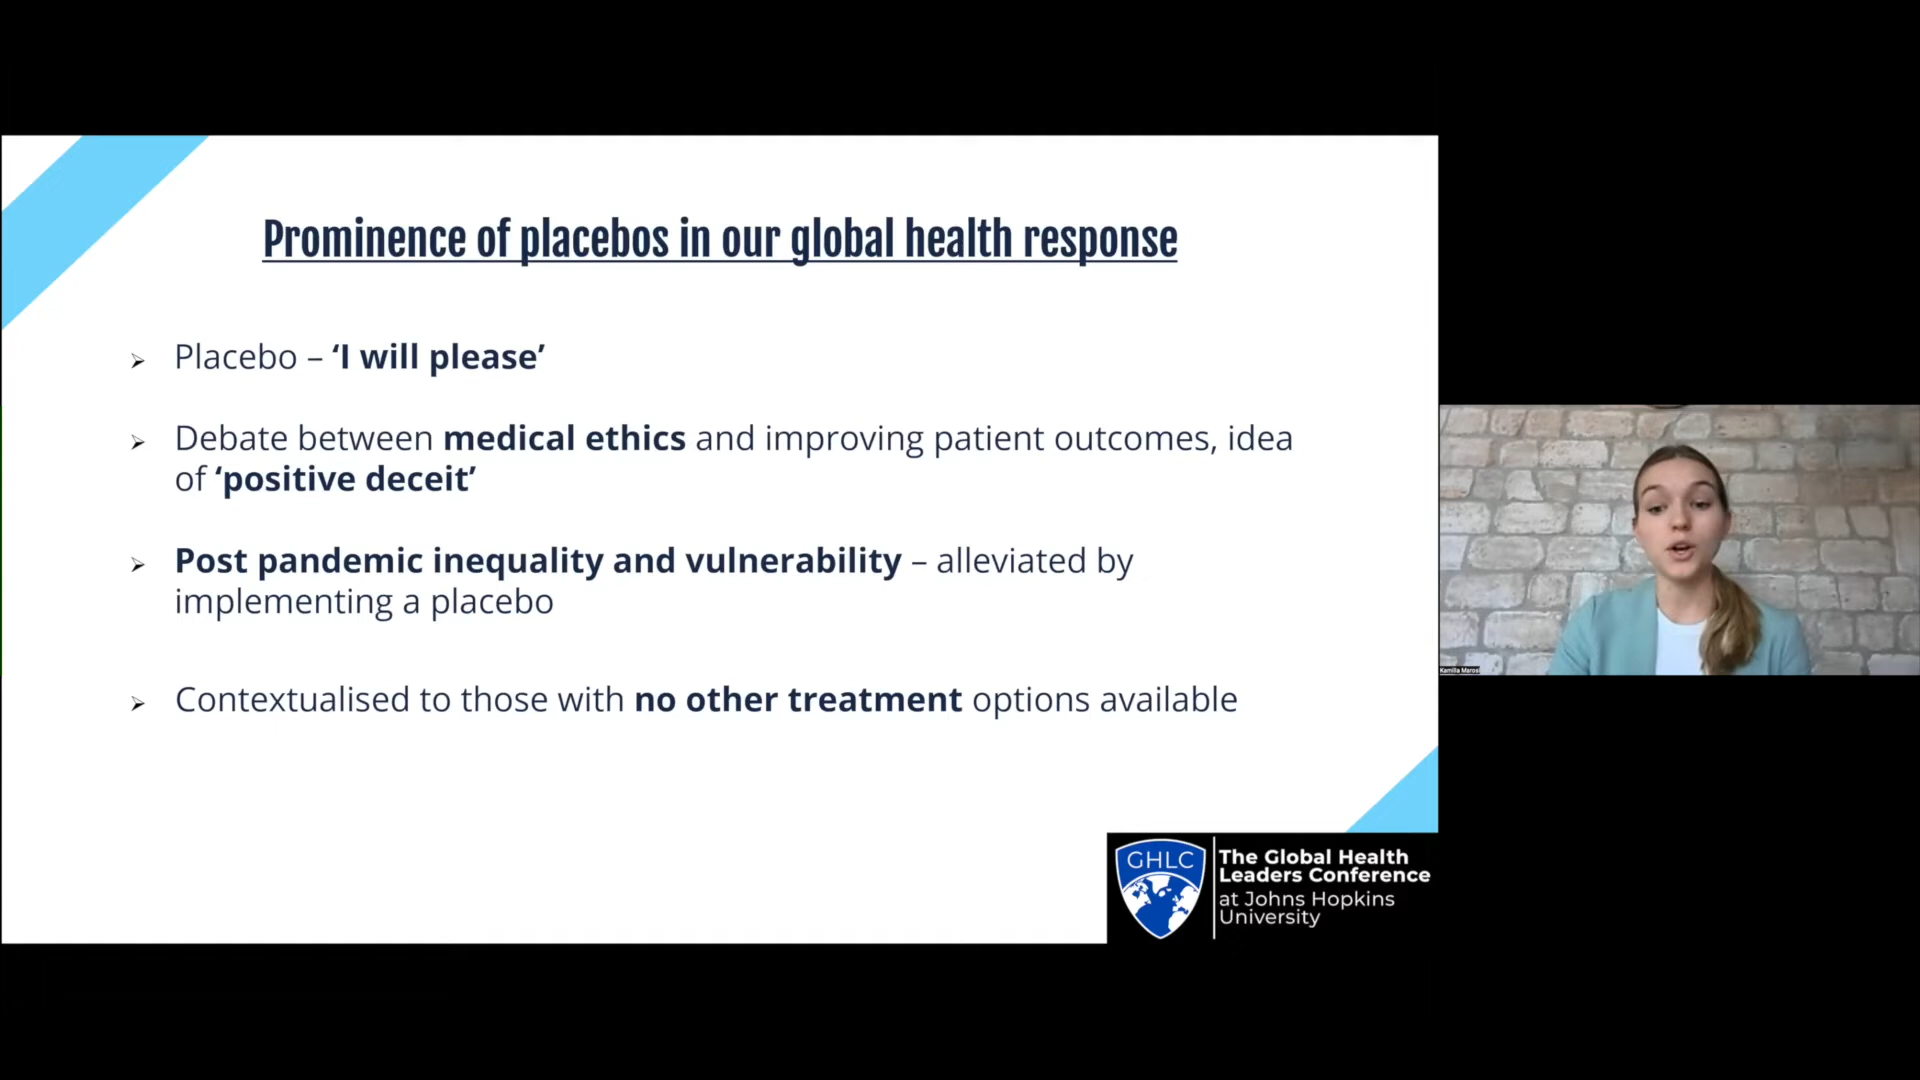 Prominence of placebos in our global health response
Placebo – ‘I will please’
Debate between medical ethics and improving patient outcomes, idea
of ‘positive deceit’
Post pandemic inequality and vulnerability – alleviated by
implementing a placebo
Contextualised to those with no other treatment options available
Kamilla Marosi
GHLC
The Global Health
Leaders Conference
at Johns Hopkins
University